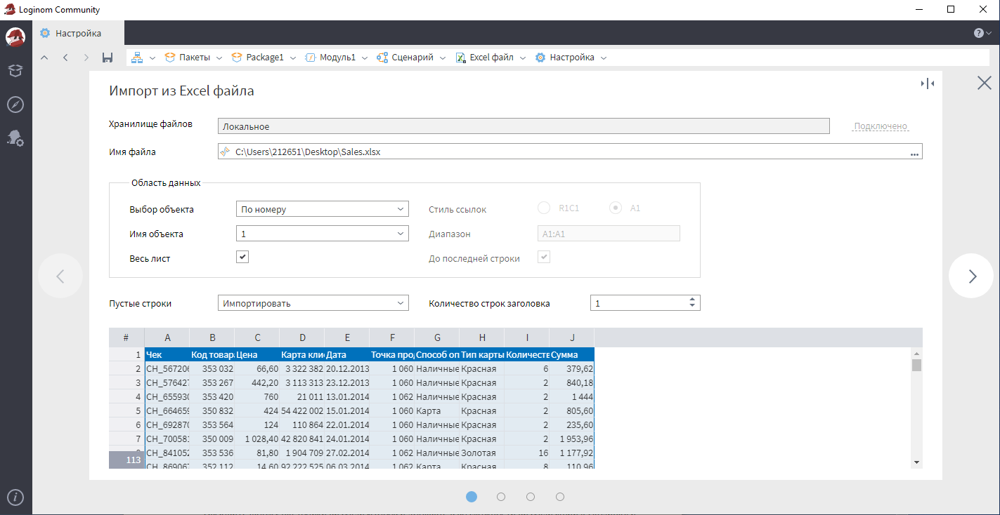 Loginom Community
Настройка
Пакеты Package1 Модуль1 Сценарий Excel файл Настройка
Импорт из Excel файла
Хранилище файлов Локальное Подключено
Имя файла C:\Users\212651\Desktop\Sales.xlsx ...
Область данных
Выбор объекта По номеру Стиль ссылок R1C1 A1
Имя объекта 1 Диапазон A1:A1
Весь лист До последней строки
Пустые строки Импортировать Количество строк заголовка 1
# A B C D E F G H I J
1 Чек Код товар Цена Карта кли Дата Точка про Способ оп Тип карты Количеств Сумма
2 CH_567206 353 032 66,60 3 322 382 20.12.2013 1 060 Наличные Красная 6 379,62
3 CH_576427 353 267 442,20 3 113 313 23.12.2013 1 060 Наличные Красная 2 840,18
4 CH_655930 353 420 760 21 011 13.01.2014 1 062 Наличные Красная 2 1 444
5 CH_664659 350 832 424 54 422 002 15.01.2014 1 060 Карта Красная 2 805,60
6 CH_692870 353 564 124 110 864 22.01.2014 1 060 Наличные Красная 2 235,60
7 CH_700581 350 009 1 028,40 42 820 841 24.01.2014 1 060 Наличные Красная 2 1 953,96
CH_841052 353 536 81,80 1 904 709 27.02.2014 1 062 Наличные Золотая 16 1 177,92
113 CH_869067 352 112 14,60 92 222 525 06.03.2014 1 062 Карта Красная 8 110,96